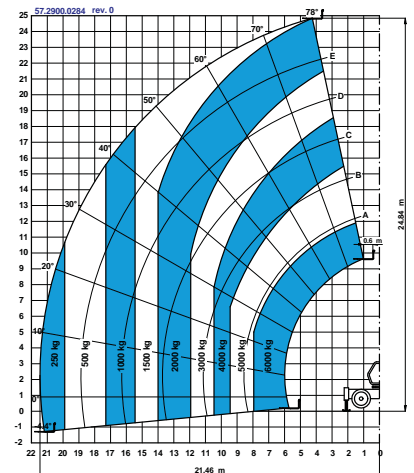 57.2900.0284 rev. 0
25
24
23
22
21
20
19
18
17
16
15
14
13
12
11
10
9
8
7
6
5
4
3
2
1
0
-1
-2
78°
70°
60°
50°
40°
30°
20°
10°
0°
-4.4°
E
D
C
B
A
0.6 m
24.84 m
250 kg
500 kg
1000 kg
1500 kg
2000 kg
3000 kg
4000 kg
5000 kg
6000 kg
22 21 20 19 18 17 16 15 14 13 12 11 10 9 8 7 6 5 4 3 2 1 0
21.46 m